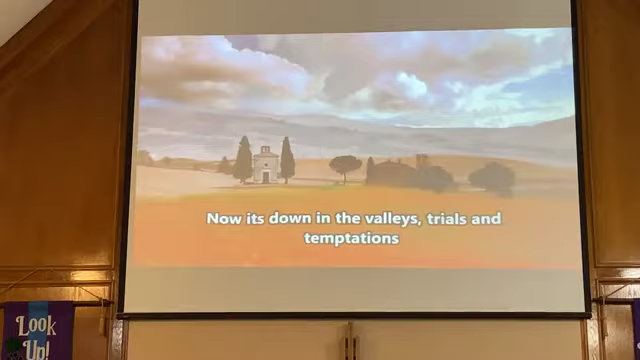 Now its down in the valleys, trials and
temptations
Look
Up!